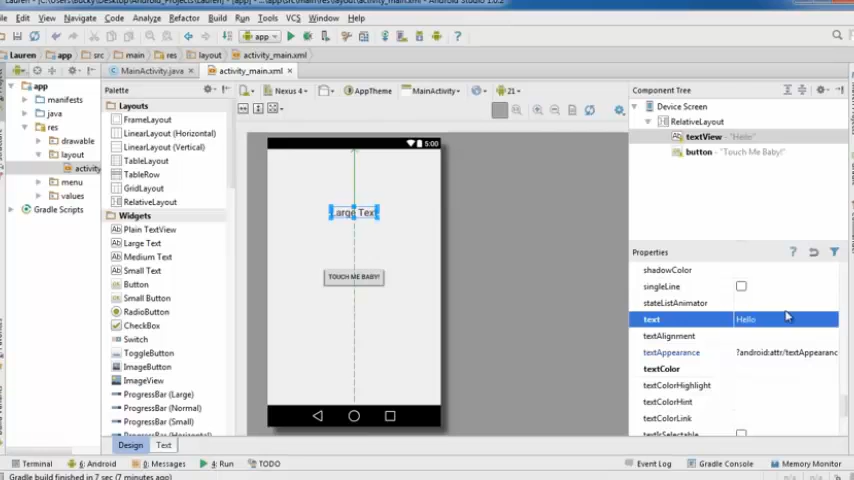 File Edit View Navigate Code Analyze Refactor Build Run Tools VCS Window Help
app
Lauren app src main res layout activity_main.xml
MainActivity.java activity_main.xml
app
manifests
java
res
drawable
layout
activity
menu
values
Gradle Scripts
Palette
Layouts
FrameLayout
LinearLayout (Horizontal)
LinearLayout (Vertical)
TableLayout
TableRow
GridLayout
RelativeLayout
Widgets
Plain TextView
Large Text
Medium Text
Small Text
Button
Small Button
RadioButton
CheckBox
Switch
ToggleButton
ImageButton
ImageView
ProgressBar (Large)
ProgressBar (Normal)
ProgressBar (Small)
ProgressBar (Horizontal)
Design Text
Nexus 4 AppTheme MainActivity 21
5:00
Large Text
TOUCH ME BABY!
Component Tree
Device Screen
RelativeLayout
textView - "Hello"
button - "Touch Me Baby!"
Properties
shadowColor
singleLine
stateListAnimator
text Hello
textAlignment
textAppearance ?android:attr/textAppearanc
textColor
textColorHighlight
textColorHint
textColorLink
textIsSelectable
Terminal 6: Android 0: Messages 4: Run TODO Event Log Gradle Console Memory Monitor
Gradle build finished in 7 sec (7 minutes ago) n/a n/a